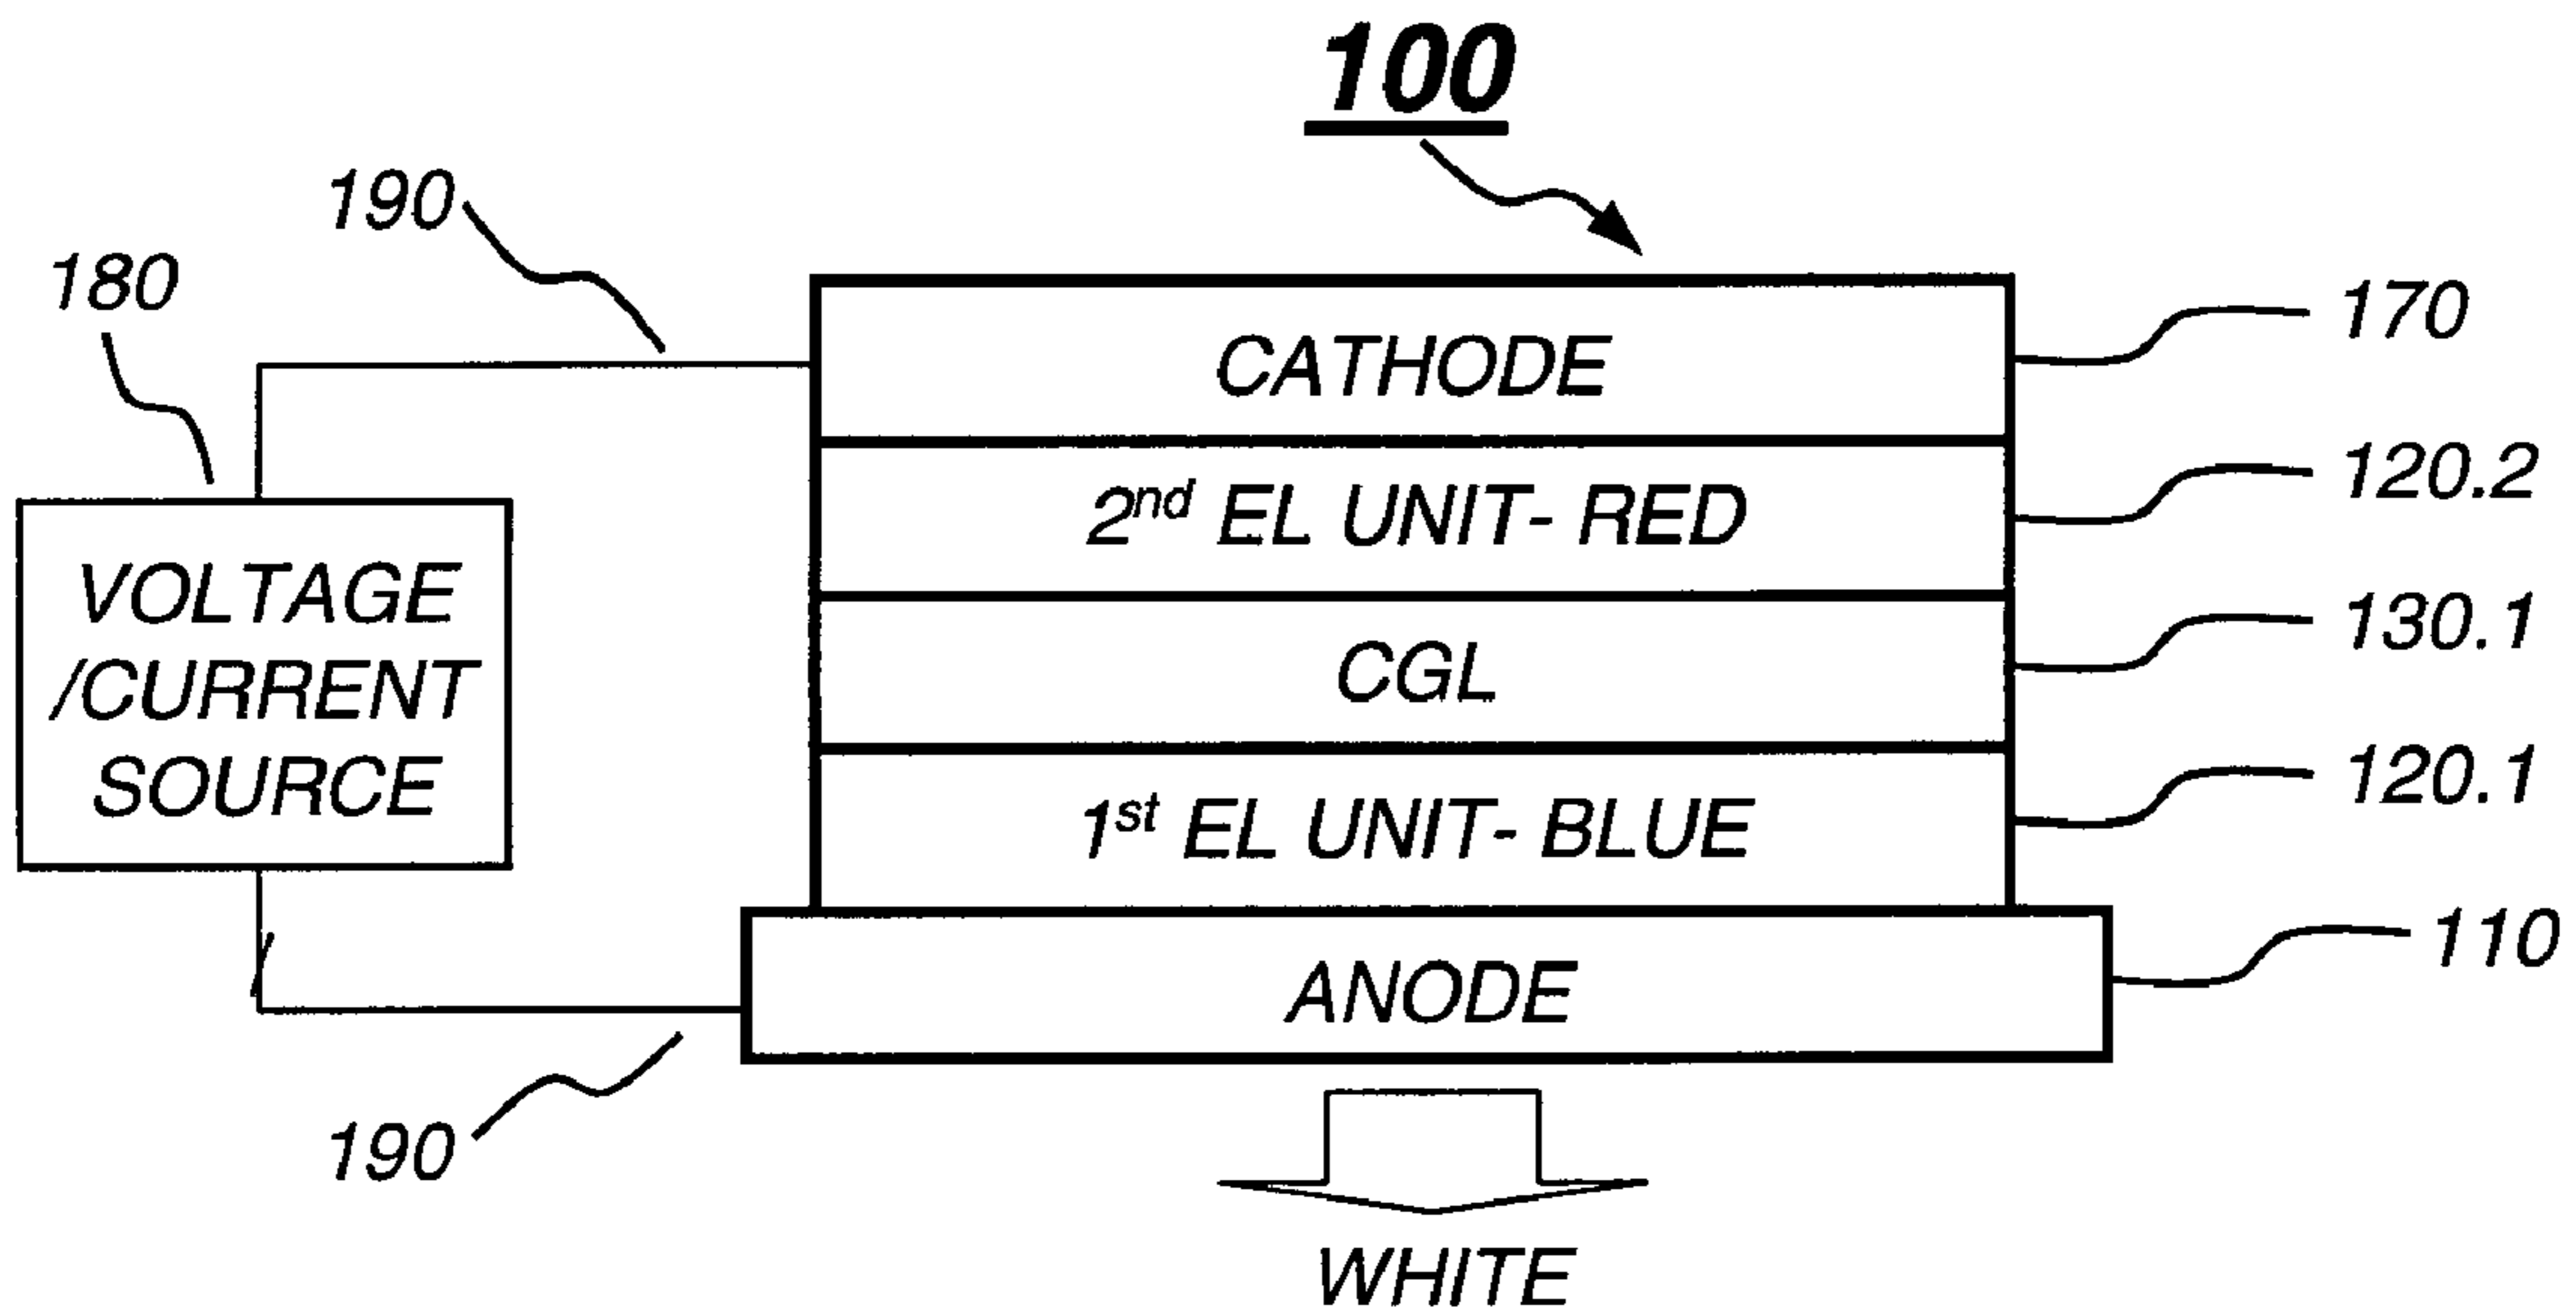 100
190
180
CATHODE
170
2nd EL UNIT- RED
120.2
VOLTAGE
/CURRENT
SOURCE
CGL
130.1
1st EL UNIT- BLUE
120.1
ANODE
110
190
WHITE